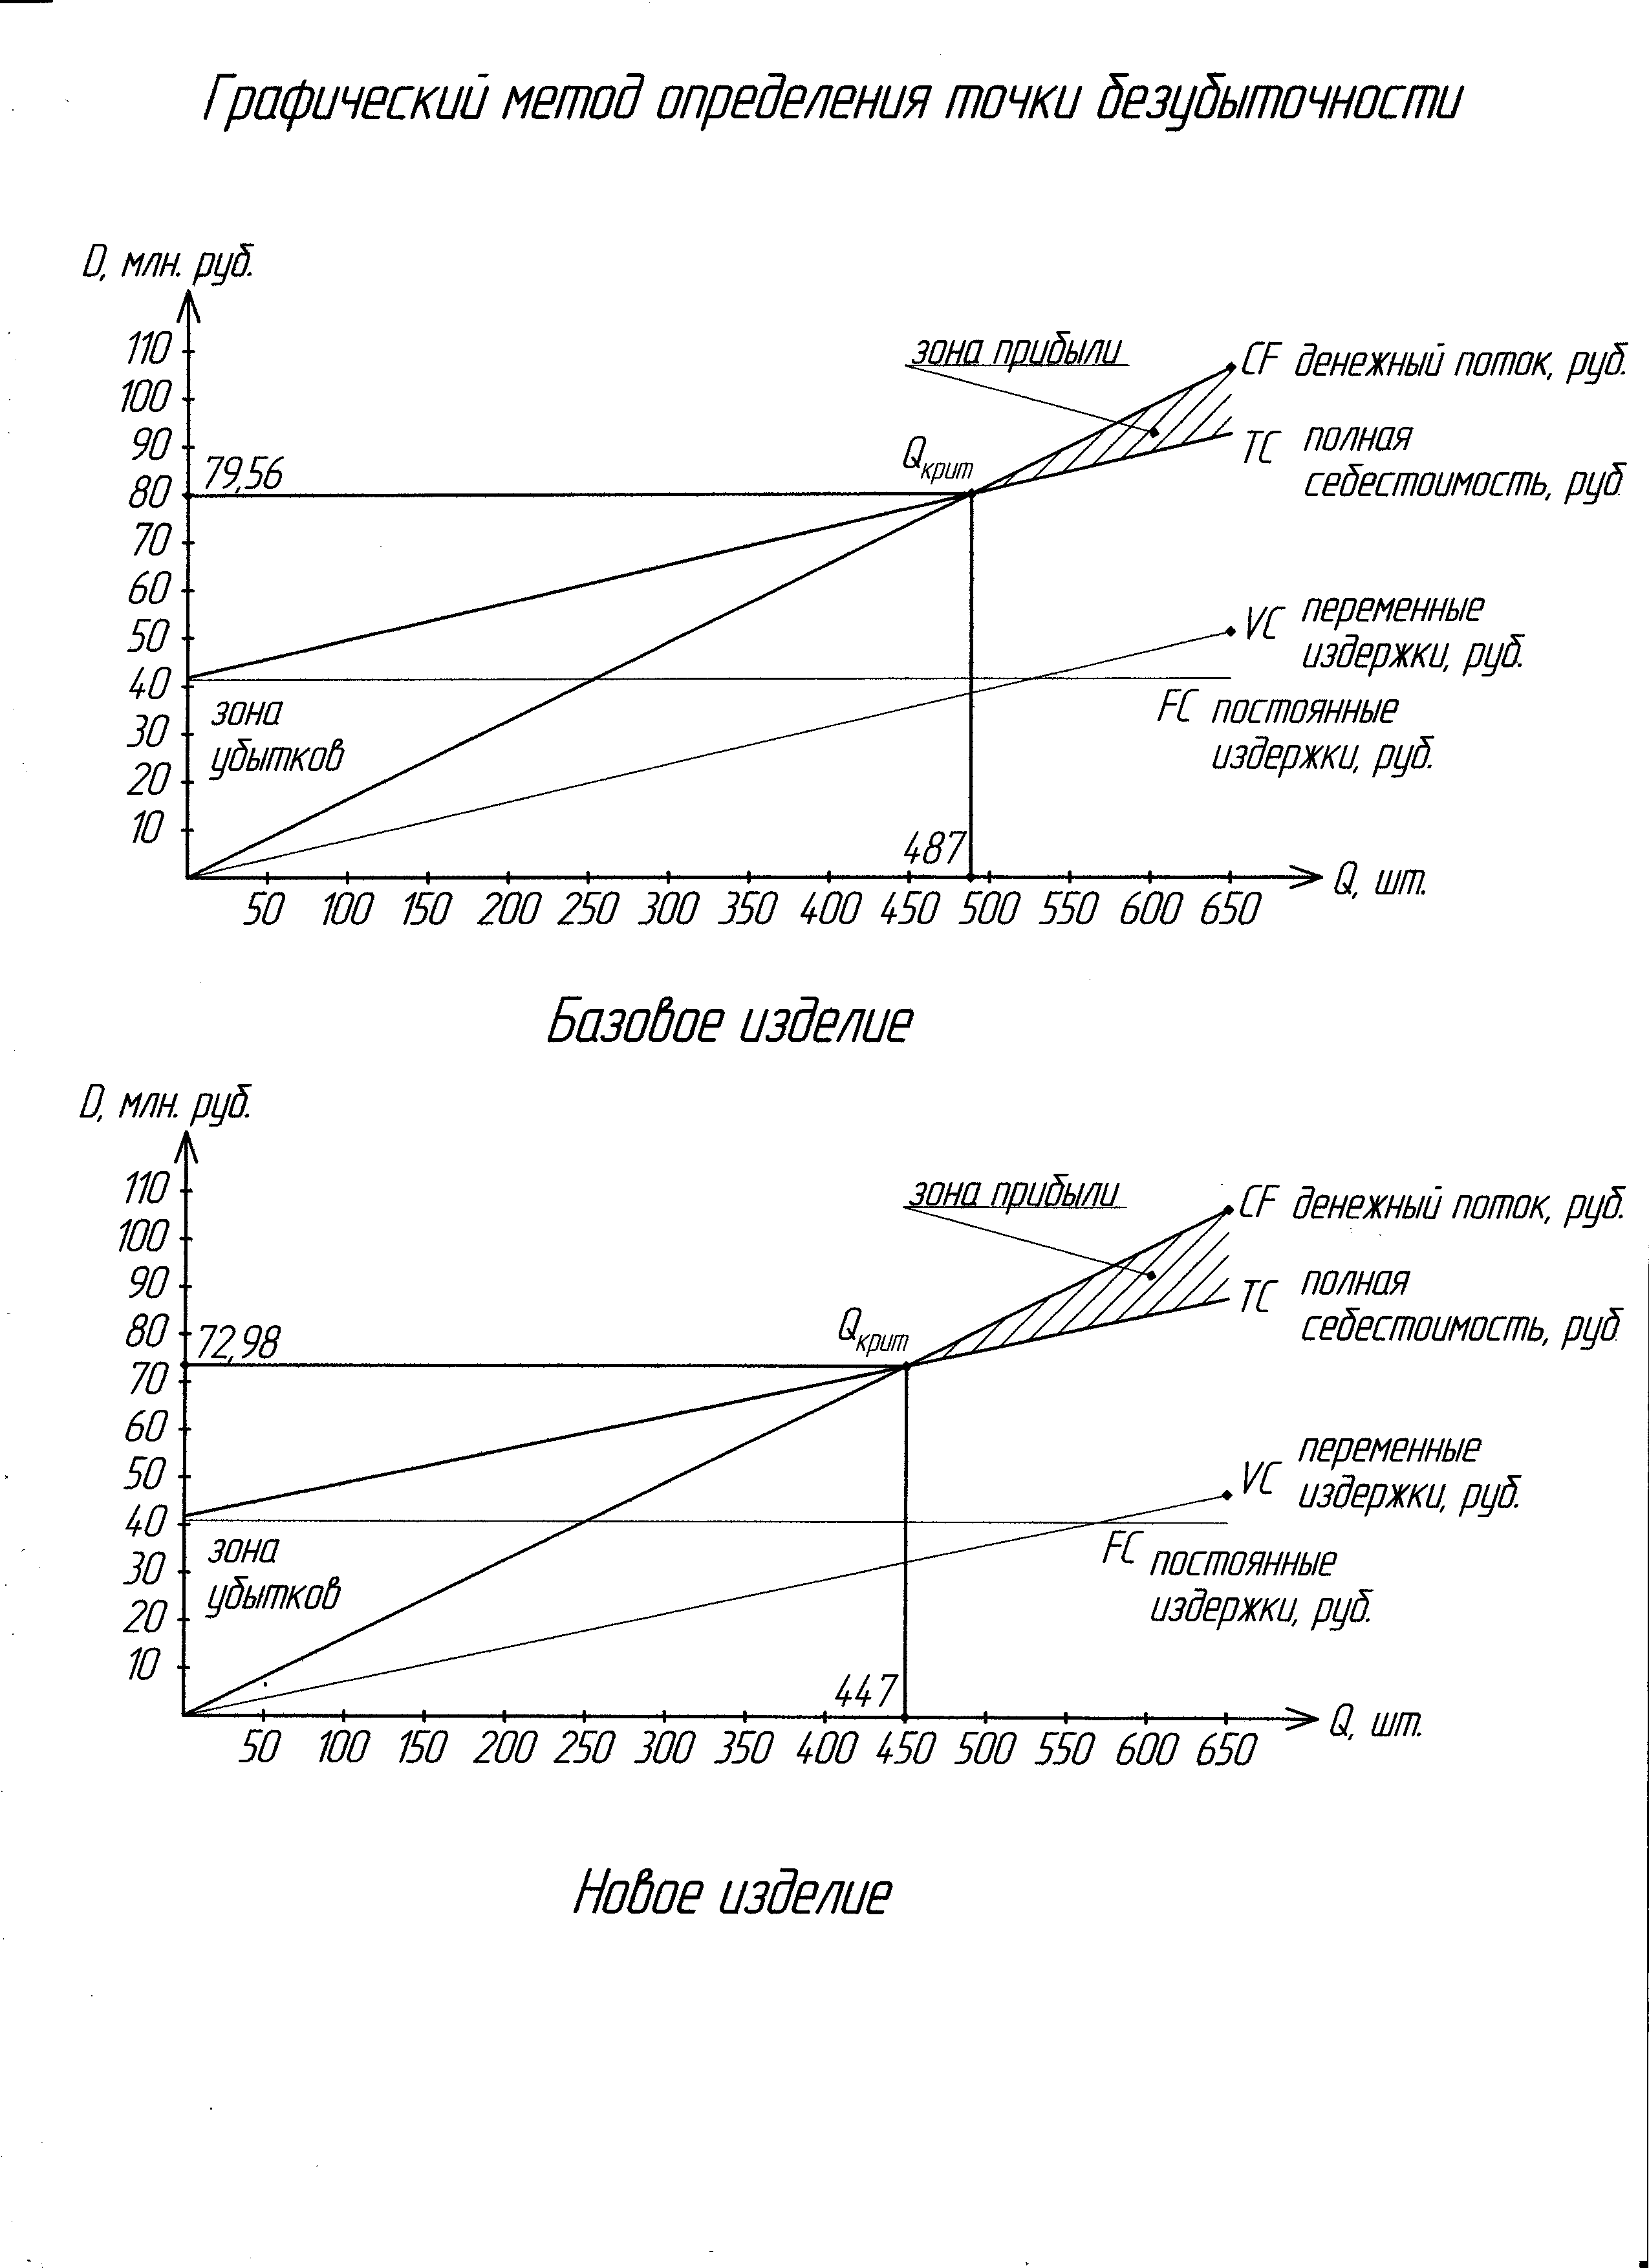 Графический метод определения точки безубыточности
D, млн. руб.
110
100
90
80
70
60
50
40
30
20
10
79,56
зона прибыли
Qкрит
CF денежный поток, руб.
TC полная
себестоимость, руб
VC переменные
издержки, руб.
FC постоянные
издержки, руб.
зона
убытков
487
50 100 150 200 250 300 350 400 450 500 550 600 650
Q, шт.
Базовое изделие
D, млн. руб.
110
100
90
80
70
60
50
40
30
20
10
72,98
зона прибыли
Qкрит
CF денежный поток, руб.
TC полная
себестоимость, руб
VC переменные
издержки, руб.
FC постоянные
издержки, руб.
зона
убытков
447
50 100 150 200 250 300 350 400 450 500 550 600 650
Q, шт.
Новое изделие